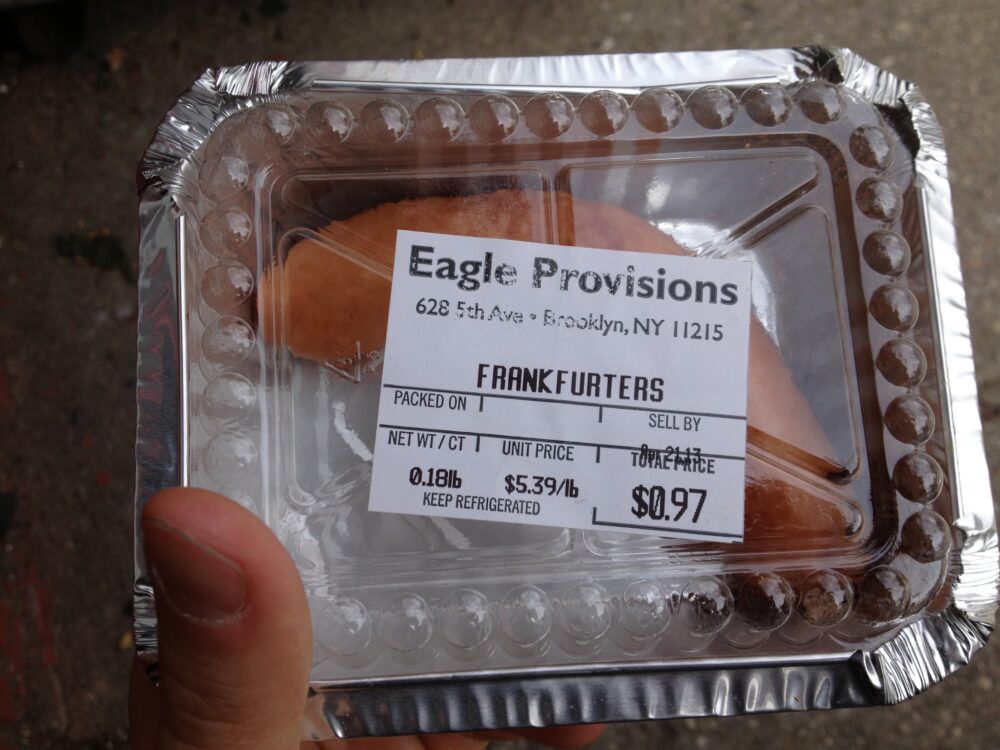 Eagle Provisions
628 5th Ave • Brooklyn, NY 11215
FRANKFURTERS
PACKED ON SELL BY
NET WT / CT UNIT PRICE TOTAL PRICE
0.18lb $5.39/lb $0.97
KEEP REFRIGERATED